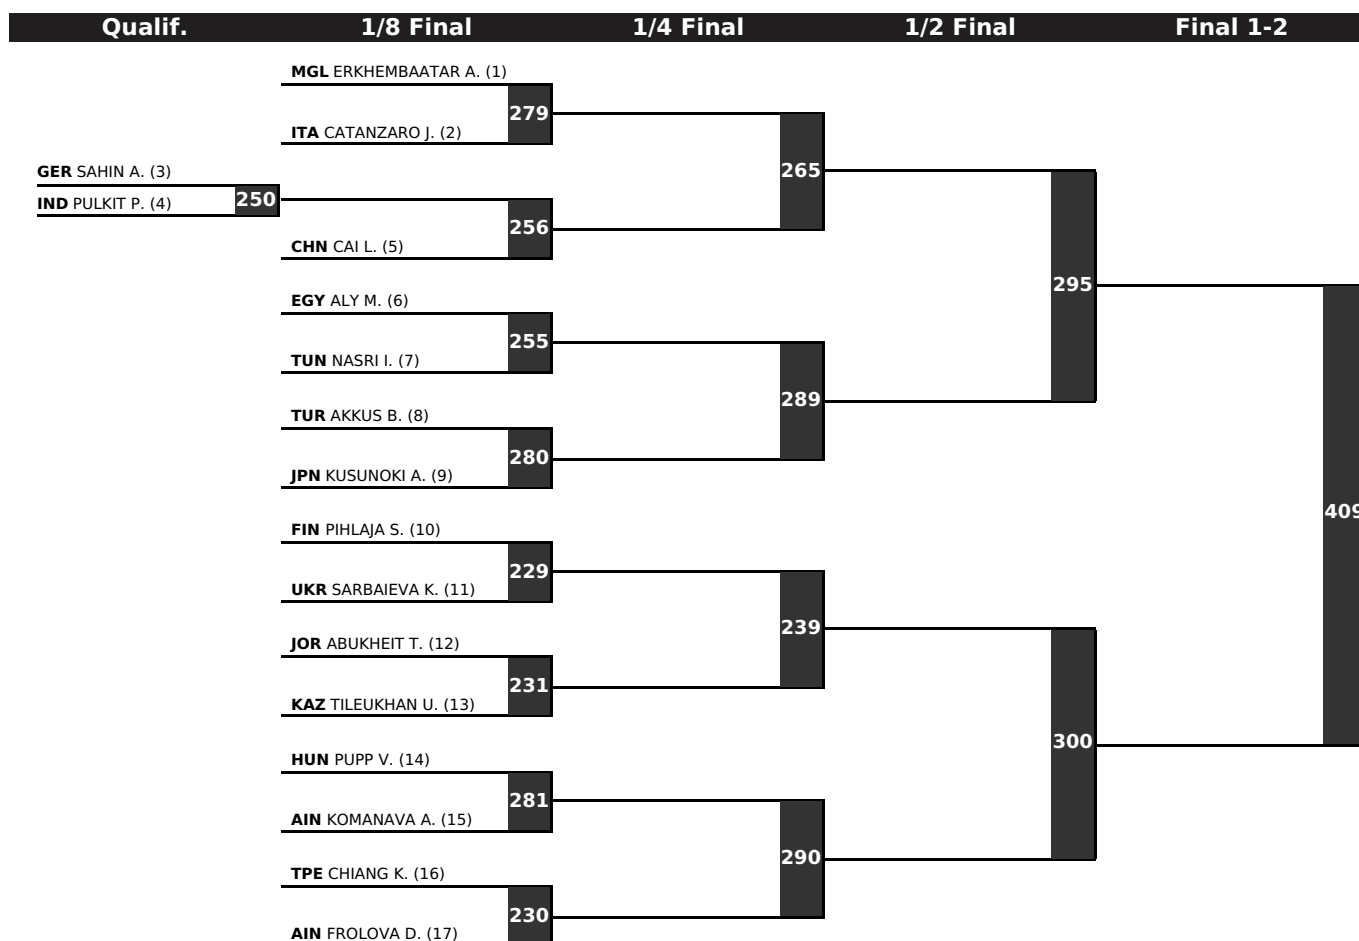 Qualif. 1/8 Final 1/4 Final 1/2 Final Final 1-2
MGL ERKHEMBAATAR A. (1)
279
ITA CATANZARO J. (2)
GER SAHIN A. (3)
265
IND PULKIT P. (4) 250
256
CHN CAI L. (5)
295
EGY ALY M. (6)
255
TUN NASRI I. (7)
289
TUR AKKUS B. (8)
280
JPN KUSUNOKI A. (9)
409
FIN PIHLAJA S. (10)
229
UKR SARBAIEVA K. (11)
239
JOR ABUKHEIT T. (12)
231
KAZ TILEUKHAN U. (13)
300
HUN PUPP V. (14)
281
AIN KOMANAVA A. (15)
290
TPE CHIANG K. (16)
230
AIN FROLOVA D. (17)